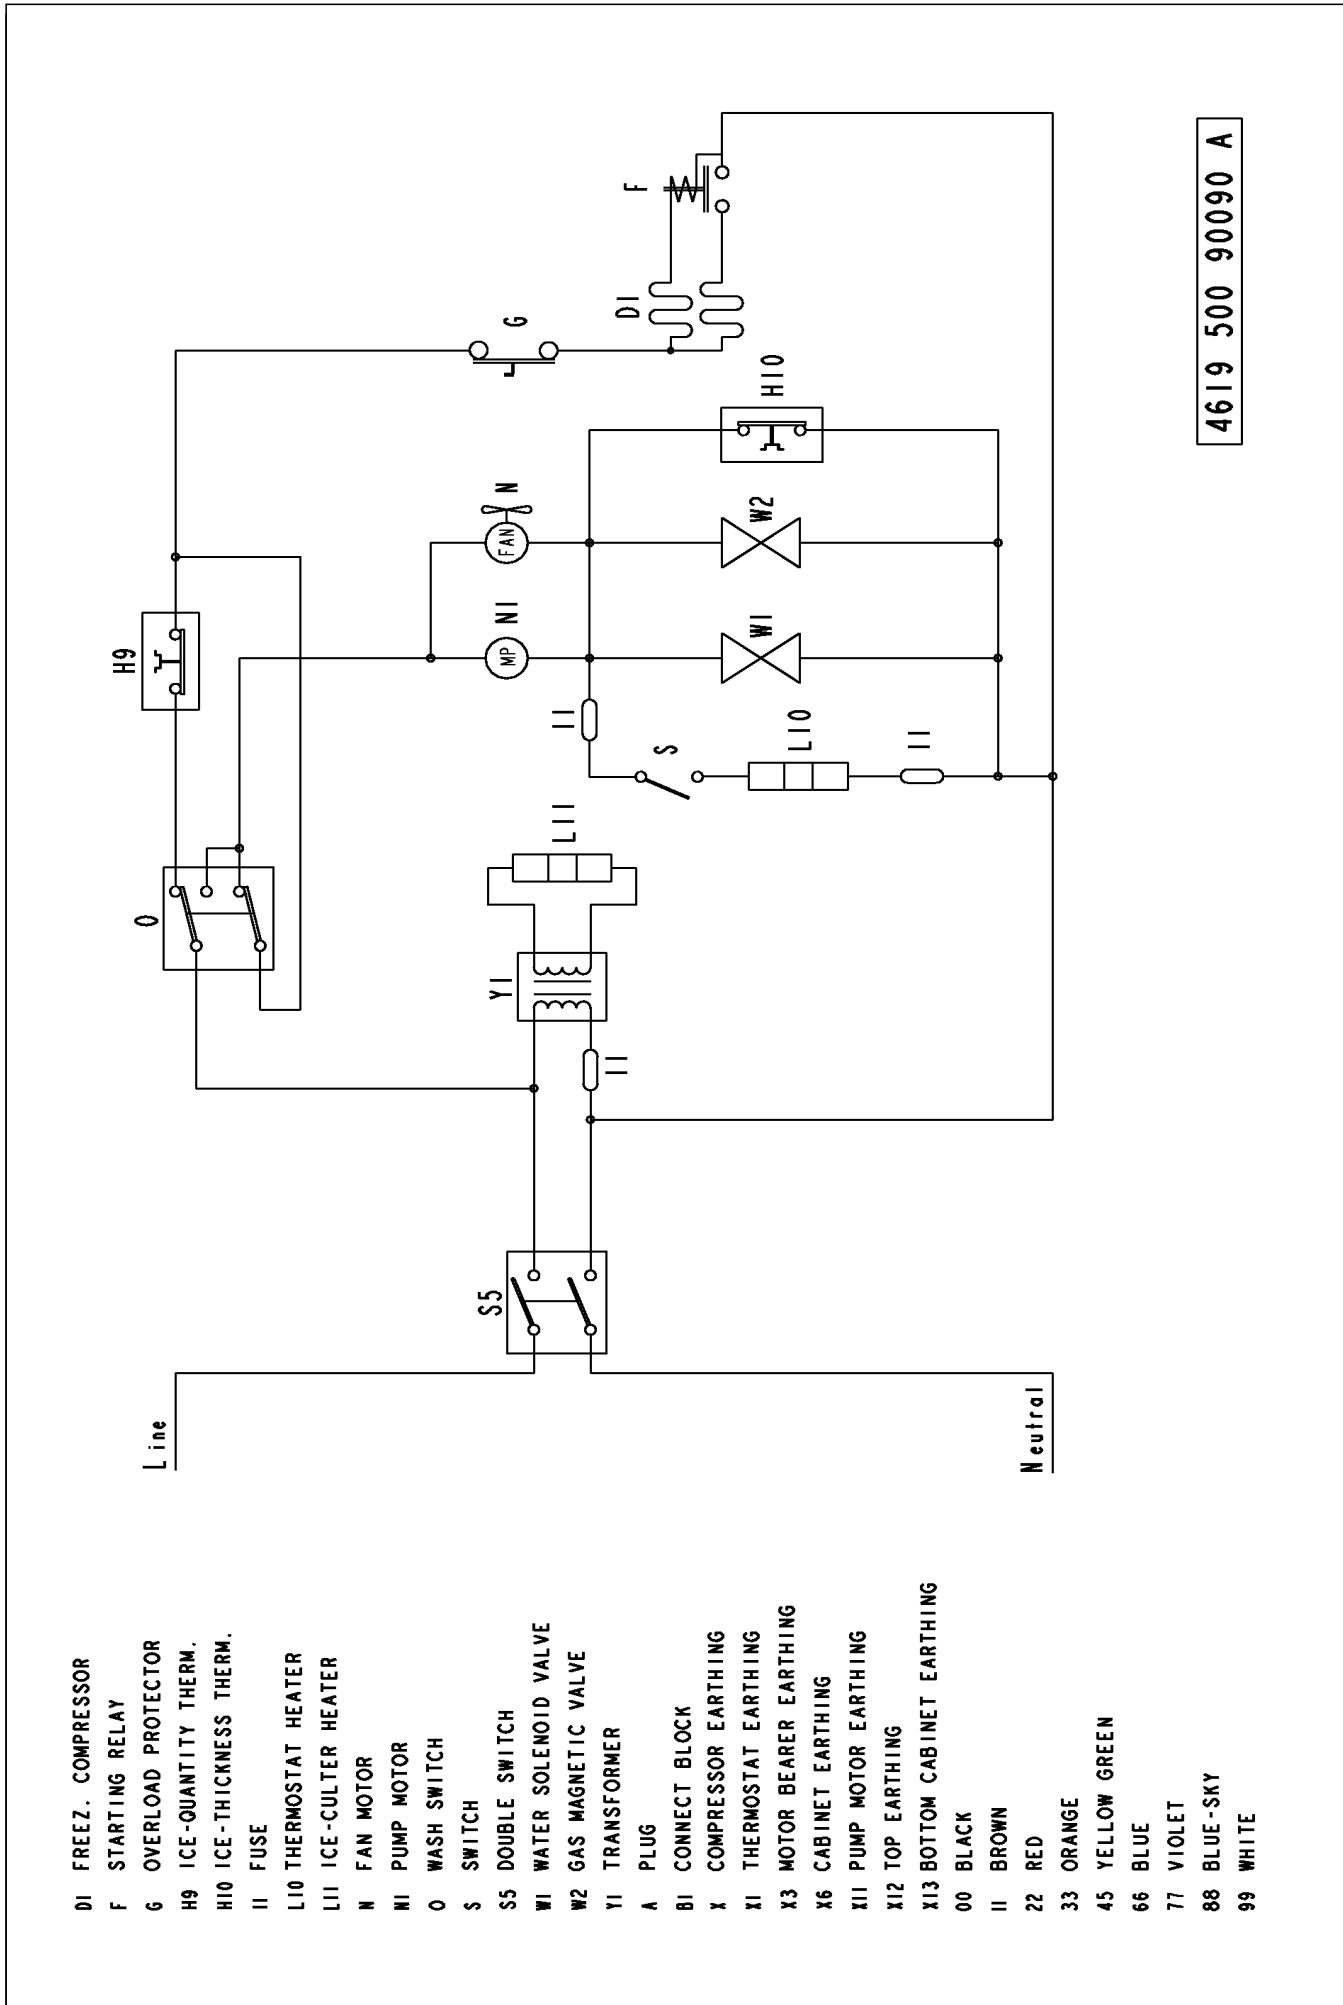 DI FREEZ. COMPRESSOR
F STARTING RELAY
G OVERLOAD PROTECTOR
H9 ICE-QUANTITY THERM.
H10 ICE-THICKNESS THERM.
II FUSE
L10 THERMOSTAT HEATER
L11 ICE-CULTER HEATER
N FAN MOTOR
N1 PUMP MOTOR
O WASH SWITCH
S SWITCH
S5 DOUBLE SWITCH
W1 WATER SOLENOID VALVE
W2 GAS MAGNETIC VALVE
Y1 TRANSFORMER
A PLUG
B1 CONNECT BLOCK
X COMPRESSOR EARTHING
X1 THERMOSTAT EARTHING
X3 MOTOR BEARER EARTHING
X6 CABINET EARTHING
X11 PUMP MOTOR EARTHING
X12 TOP EARTHING
X13 BOTTOM CABINET EARTHING
00 BLACK
11 BROWN
22 RED
33 ORANGE
45 YELLOW GREEN
66 BLUE
77 VIOLET
88 BLUE-SKY
99 WHITE
Line
Neutral
S5
O
Y1
II
L11
H9
II
S
L10
II
N1
MP
W1
N
FAN
W2
H10
G
D1
F
4619 500 90090 A